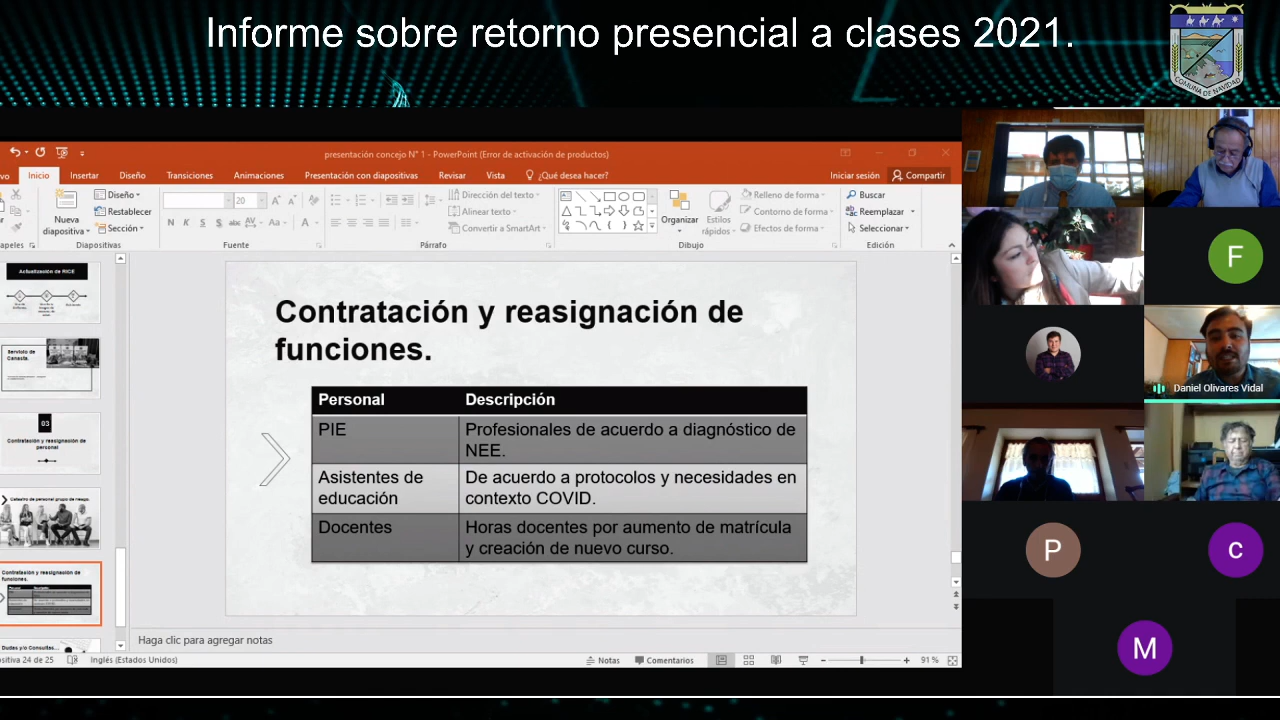 Informe sobre retorno presencial a clases 2021.
COMUNA DE NAVIDAD
presentación concejo N° 1 - PowerPoint (Error de activación de productos)
Inicio Insertar Diseño Transiciones Animaciones Presentación con diapositivas Revisar Vista ¿Qué desea hacer? Iniciar sesión Compartir
Nueva diapositiva
Diseño
Restablecer
Sección
Diapositivas
20
N K S S abc AV Aa A
Fuente
Dirección del texto
Alinear texto
Convertir a SmartArt
Párrafo
Organizar
Estilos rápidos
Relleno de forma
Contorno de forma
Efectos de forma
Dibujo
Buscar
Reemplazar
Seleccionar
Edición
Actualización de RICE
Servicio de
Canasta.
03
Contratación y reasignación de
personal
Catastro de personal grupo de riesgo.
Contratación y reasignación de
funciones.
Dudas y/o Consultas...
Contratación y reasignación de
funciones.
Personal Descripción
PIE Profesionales de acuerdo a diagnóstico de
NEE.
Asistentes de De acuerdo a protocolos y necesidades en
educación contexto COVID.
Docentes Horas docentes por aumento de matrícula
y creación de nuevo curso.
Haga clic para agregar notas
ositiva 24 de 25 Inglés (Estados Unidos) Notas Comentarios 91 %
F
Daniel Olivares Vidal
P
c
M